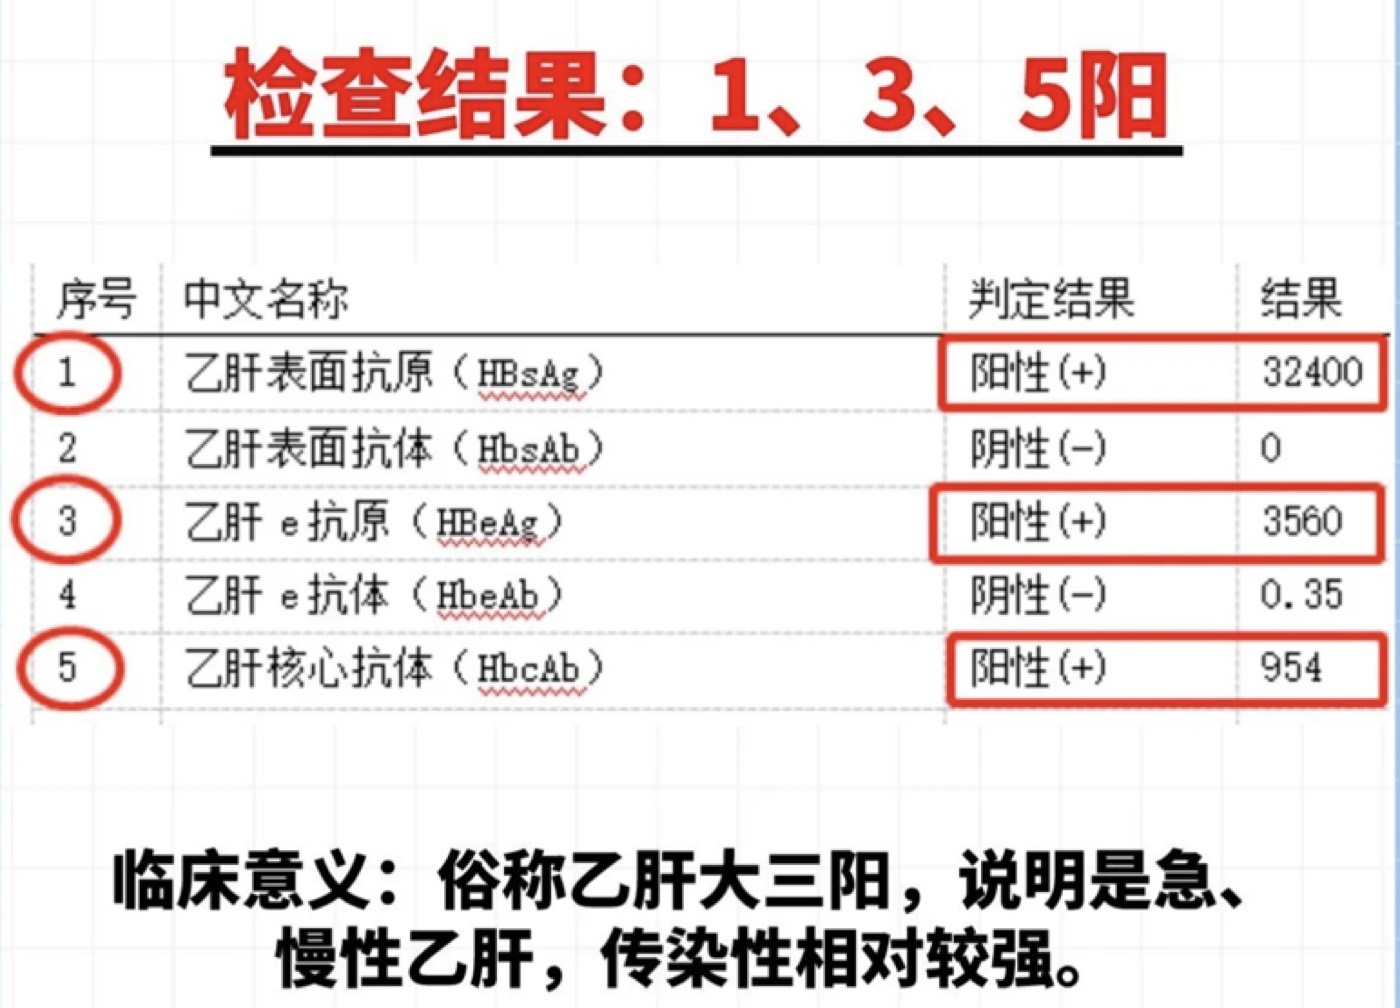 检查结果：1、3、5阳
序号 中文名称 判定结果 结果
1 乙肝表面抗原（HBsAg） 阳性(+) 32400
2 乙肝表面抗体（HbsAb） 阴性(-) 0
3 乙肝 e 抗原（HBeAg） 阳性(+) 3560
4 乙肝 e 抗体（HbeAb） 阴性(-) 0.35
5 乙肝核心抗体（HbcAb） 阳性(+) 954
临床意义：俗称乙肝大三阳，说明是急、
慢性乙肝，传染性相对较强。